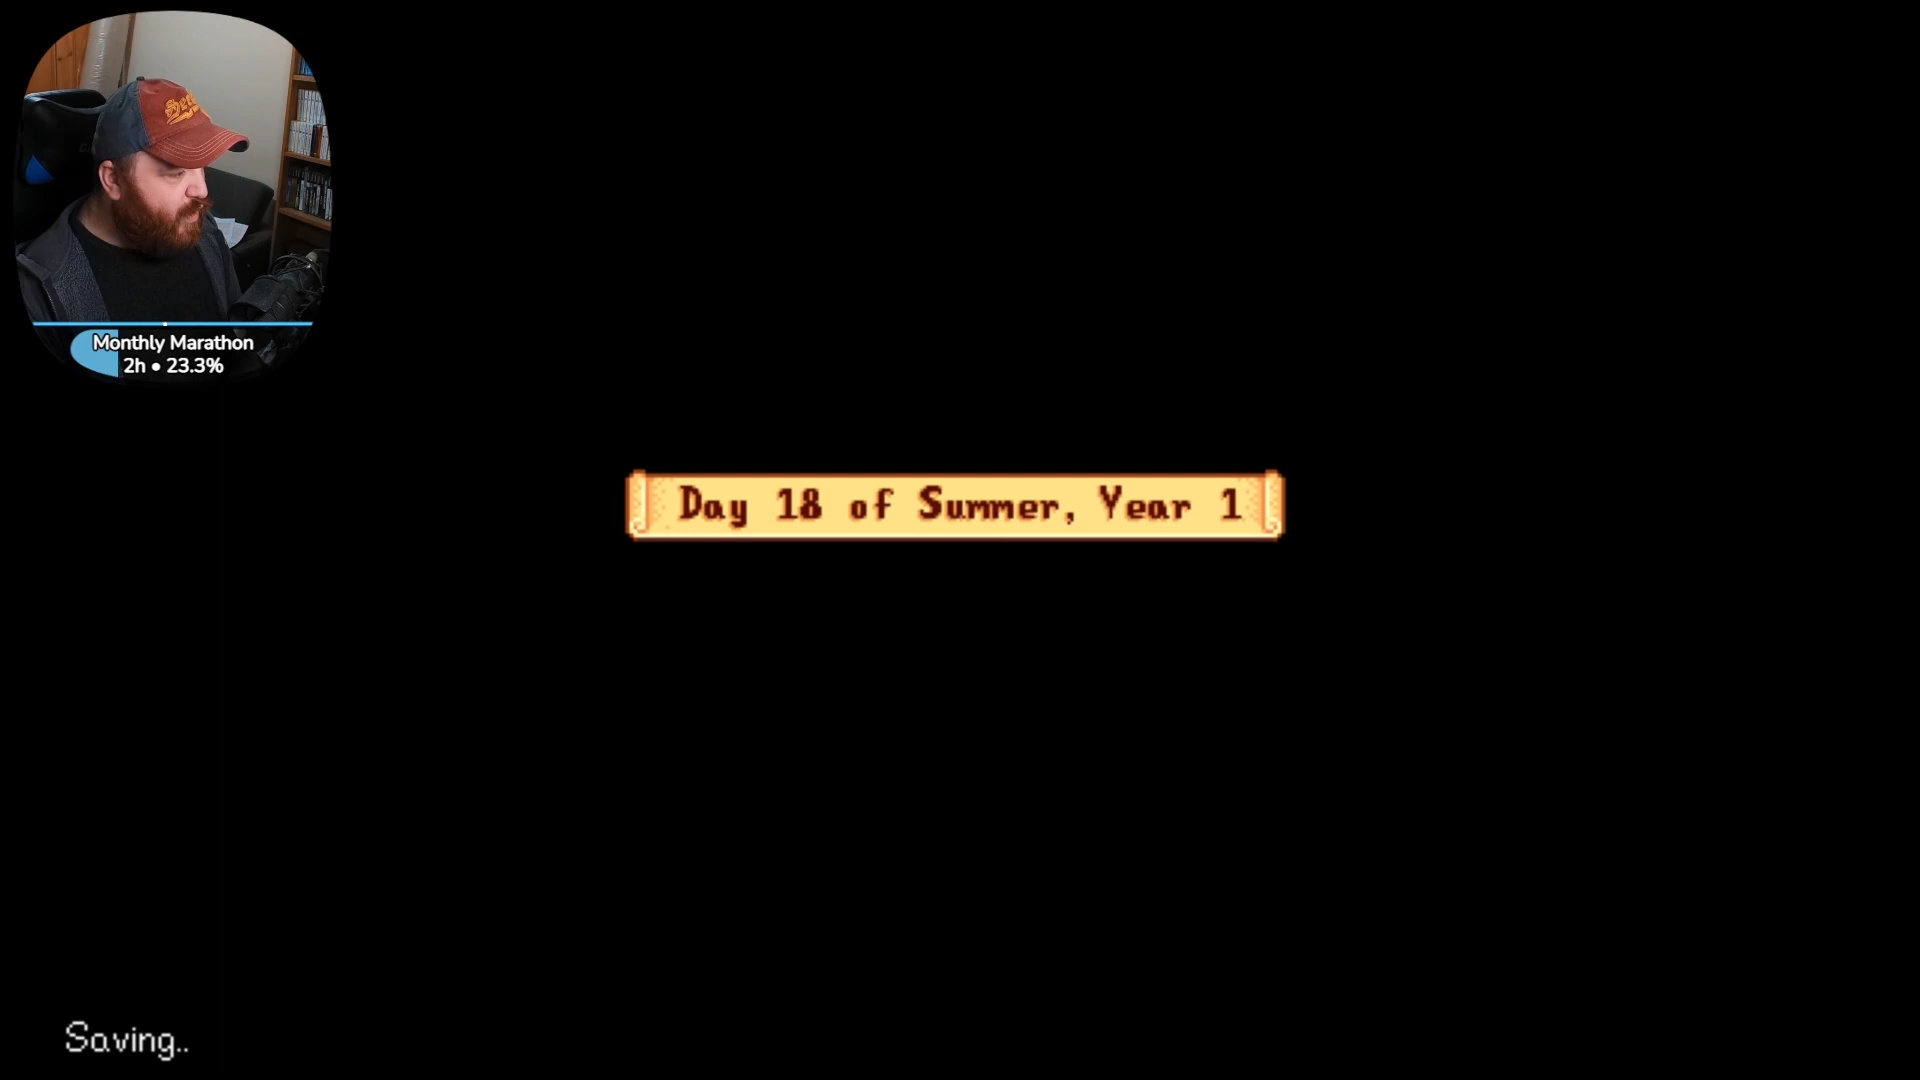 Monthly Marathon
2h • 23.3%
Day 18 of Summer, Year 1
Saving..